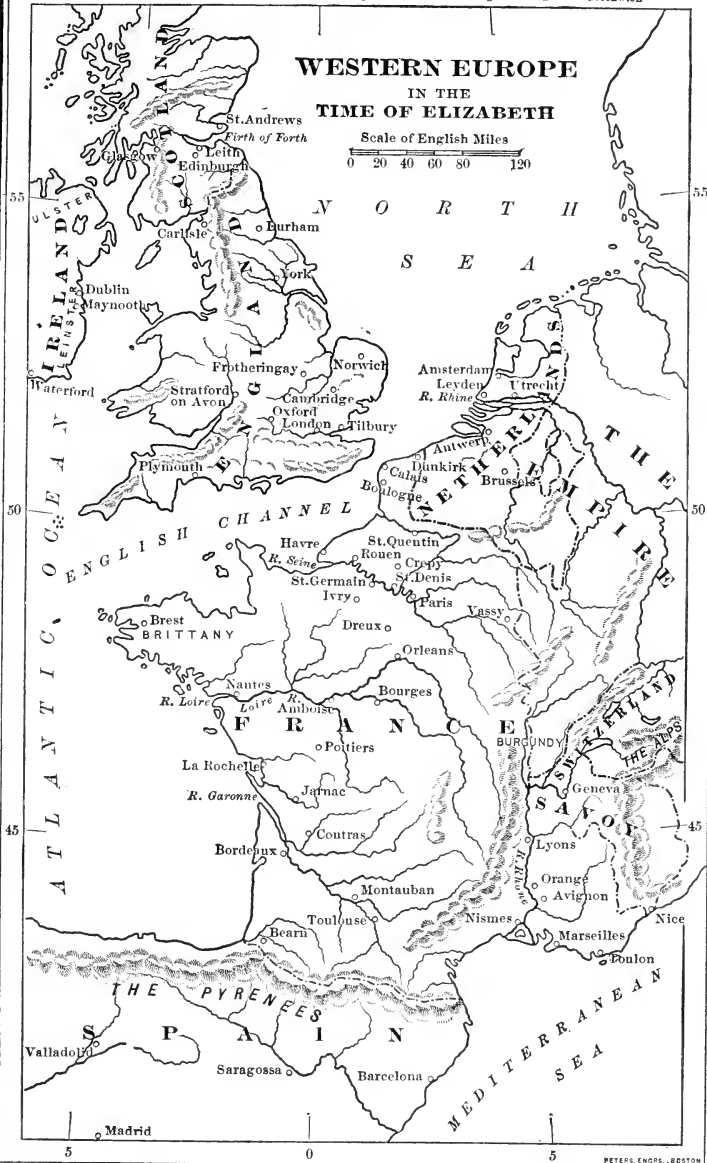 WESTERN EUROPE
IN THE
TIME OF ELIZABETH
Scale of English Miles
0 20 40 60 80 120
SCOTLAND
St.Andrews
Firth of Forth
Glasgow
Leith
Edinburgh
55
55
ULSTER
NORTH
SEA
Carlisle
Durham
York
IRELAND
Dublin
Maynooth
LEINSTER
ENGLAND
Waterford
Frotheringay
Norwich
Stratford
on Avon
Cambridge
Oxford
London
Tilbury
Plymouth
Amsterdam
Leyden
Utrecht
R. Rhine
NETHERLANDS
THE
EMPIRE
Antwerp
Dunkirk
Brussels
Calais
Boulogne
50
50
ATLANTIC OCEAN
ENGLISH CHANNEL
Havre
R. Seine
St.Quentin
Rouen
Crepy
St.Germain
St.Denis
Ivry
Paris
Vassy
Brest
BRITTANY
Dreux
Orleans
Nantes
R. Loire
Loire R.
Amboise
Bourges
FRANCE
BURGUNDY
SWITZERLAND
THE ALPS
Poitiers
La Rochelle
Geneva
SAVOY
R. Garonne
Jarnac
45
45
Coutras
Bordeaux
Lyons
R. Rhone
Orange
Avignon
Montauban
Toulouse
Nismes
Nice
Bearn
Marseilles
Toulon
THE PYRENEES
MEDITERRANEAN
SEA
SPAIN
Valladolid
Saragossa
Barcelona
Madrid
5
0
5
PETERS, ENGRS., BOSTON